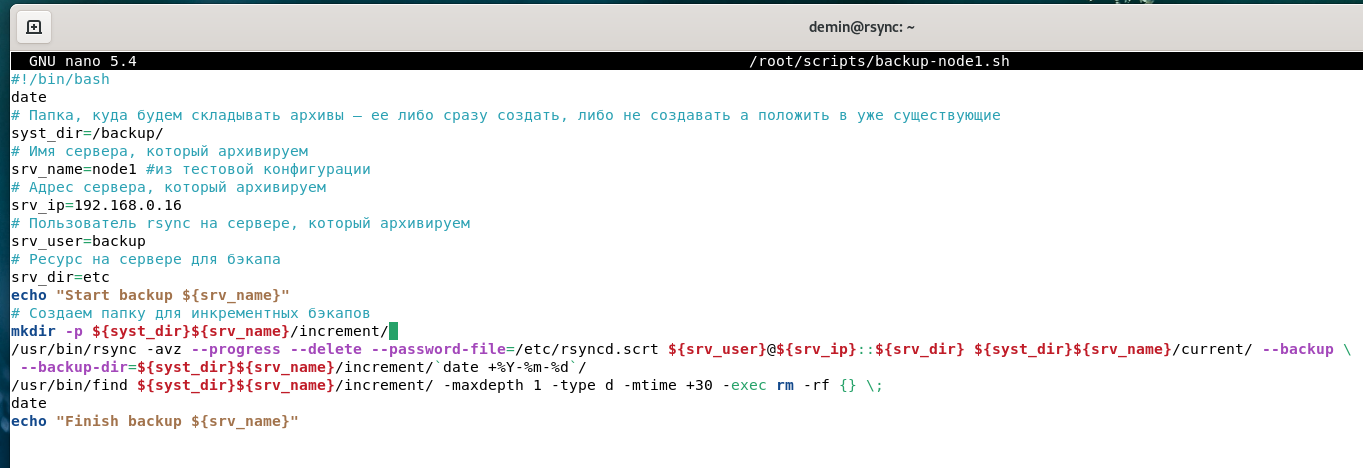 demin@rsync: ~
GNU nano 5.4 /root/scripts/backup-node1.sh
#!/bin/bash
date
# Папка, куда будем складывать архивы — ее либо сразу создать, либо не создавать а положить в уже существующие
syst_dir=/backup/
# Имя сервера, который архивируем
srv_name=node1 #из тестовой конфигурации
# Адрес сервера, который архивируем
srv_ip=192.168.0.16
# Пользователь rsync на сервере, который архивируем
srv_user=backup
# Ресурс на сервере для бэкапа
srv_dir=etc
echo "Start backup ${srv_name}"
# Создаем папку для инкрементных бэкапов
mkdir -p ${syst_dir}${srv_name}/increment/
/usr/bin/rsync -avz --progress --delete --password-file=/etc/rsyncd.scrt ${srv_user}@${srv_ip}::${srv_dir} ${syst_dir}${srv_name}/current/ --backup \
--backup-dir=${syst_dir}${srv_name}/increment/`date +%Y-%m-%d`/
/usr/bin/find ${syst_dir}${srv_name}/increment/ -maxdepth 1 -type d -mtime +30 -exec rm -rf {} \;
date
echo "Finish backup ${srv_name}"